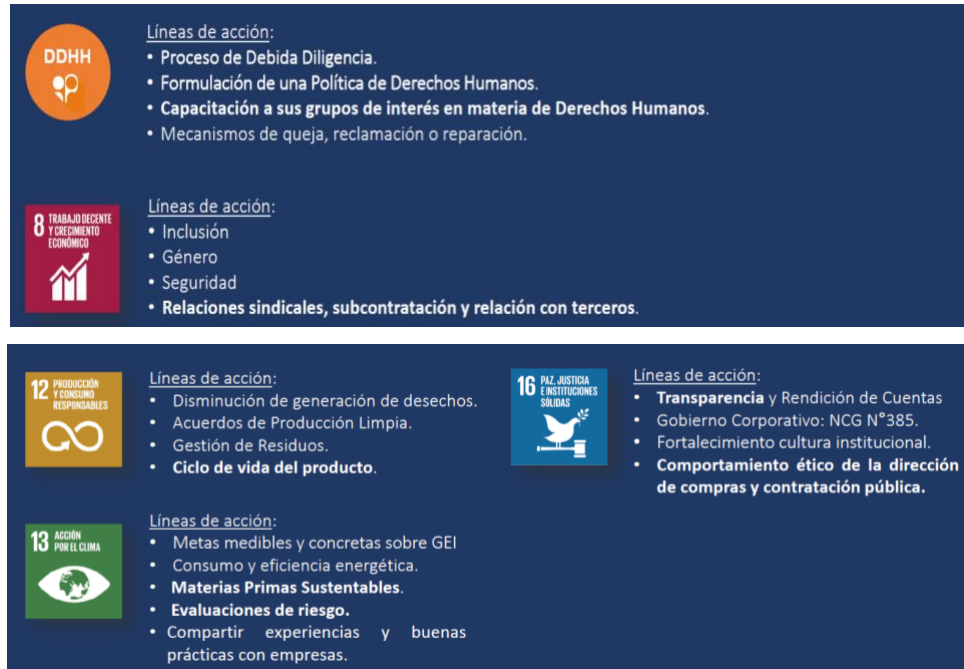 DDHH
Líneas de acción:
• Proceso de Debida Diligencia.
• Formulación de una Política de Derechos Humanos.
• Capacitación a sus grupos de interés en materia de Derechos Humanos.
• Mecanismos de queja, reclamación o reparación.
8 TRABAJO DECENTE
Y CRECIMIENTO
ECONÓMICO
Líneas de acción:
• Inclusión
• Género
• Seguridad
• Relaciones sindicales, subcontratación y relación con terceros.
12 PRODUCCIÓN
Y CONSUMO
RESPONSABLES
Líneas de acción:
• Disminución de generación de desechos.
• Acuerdos de Producción Limpia.
• Gestión de Residuos.
• Ciclo de vida del producto.
16 PAZ, JUSTICIA
E INSTITUCIONES
SÓLIDAS
Líneas de acción:
• Transparencia y Rendición de Cuentas
• Gobierno Corporativo: NCG N°385.
• Fortalecimiento cultura institucional.
• Comportamiento ético de la dirección
de compras y contratación pública.
13 ACCIÓN
POR EL CLIMA
Líneas de acción:
• Metas medibles y concretas sobre GEI
• Consumo y eficiencia energética.
• Materias Primas Sustentables.
• Evaluaciones de riesgo.
• Compartir experiencias y buenas
prácticas con empresas.